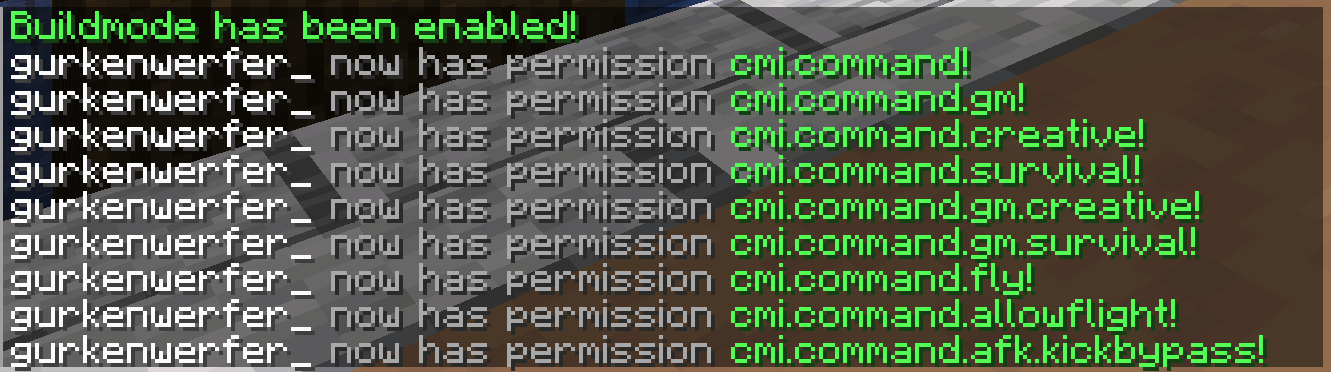 Buildmode has been enabled!
gurkenwerfer_ now has permission cmi.command!
gurkenwerfer_ now has permission cmi.command.gm!
gurkenwerfer_ now has permission cmi.command.creative!
gurkenwerfer_ now has permission cmi.command.survival!
gurkenwerfer_ now has permission cmi.command.gm.creative!
gurkenwerfer_ now has permission cmi.command.gm.survival!
gurkenwerfer_ now has permission cmi.command.fly!
gurkenwerfer_ now has permission cmi.command.allowflight!
gurkenwerfer_ now has permission cmi.command.afk.kickbypass!